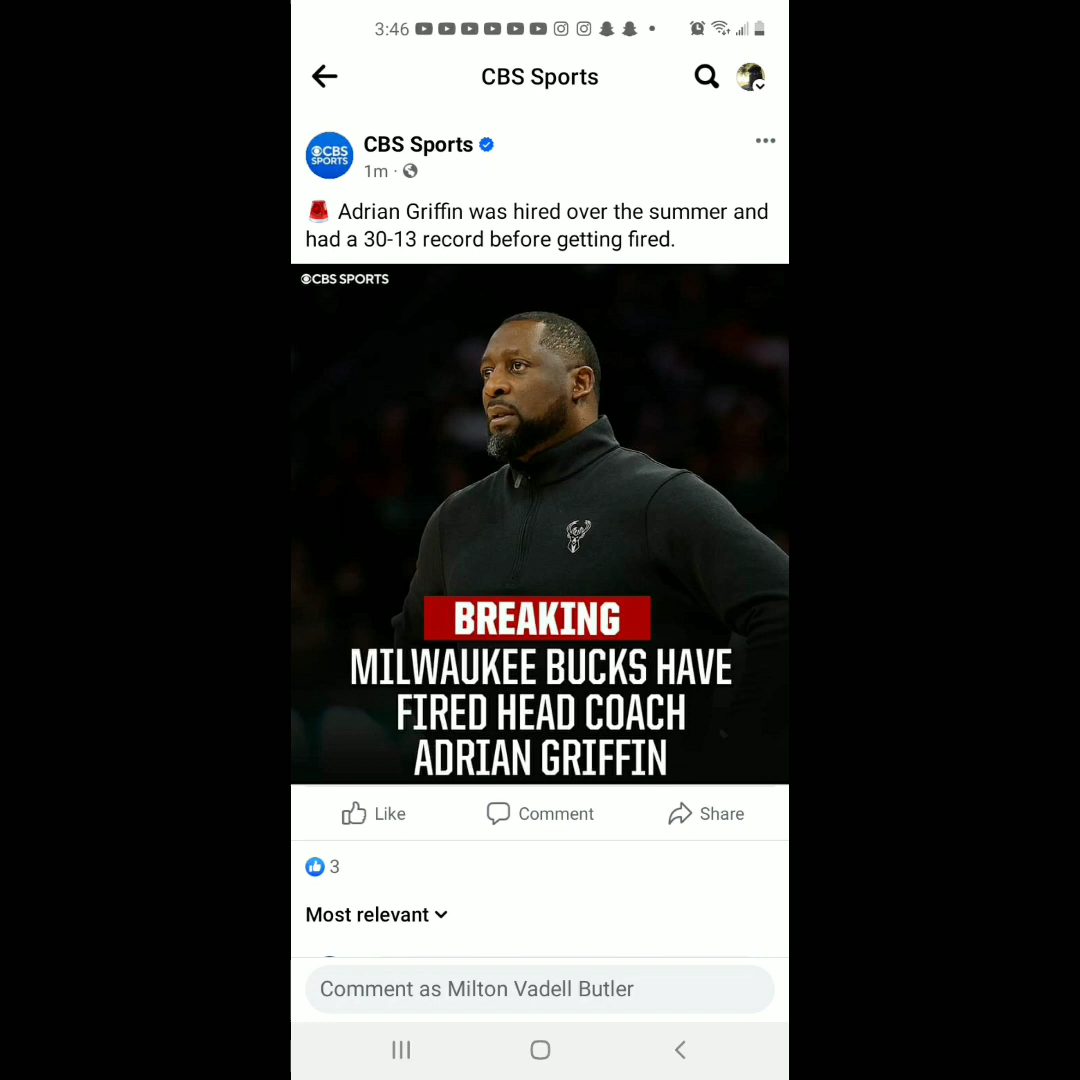 3:46
CBS Sports
CBS
SPORTS
CBS Sports
1m ·
Adrian Griffin was hired over the summer and
had a 30-13 record before getting fired.
CBS SPORTS
BREAKING
MILWAUKEE BUCKS HAVE
FIRED HEAD COACH
ADRIAN GRIFFIN
Like Comment Share
3
Most relevant
Comment as Milton Vadell Butler